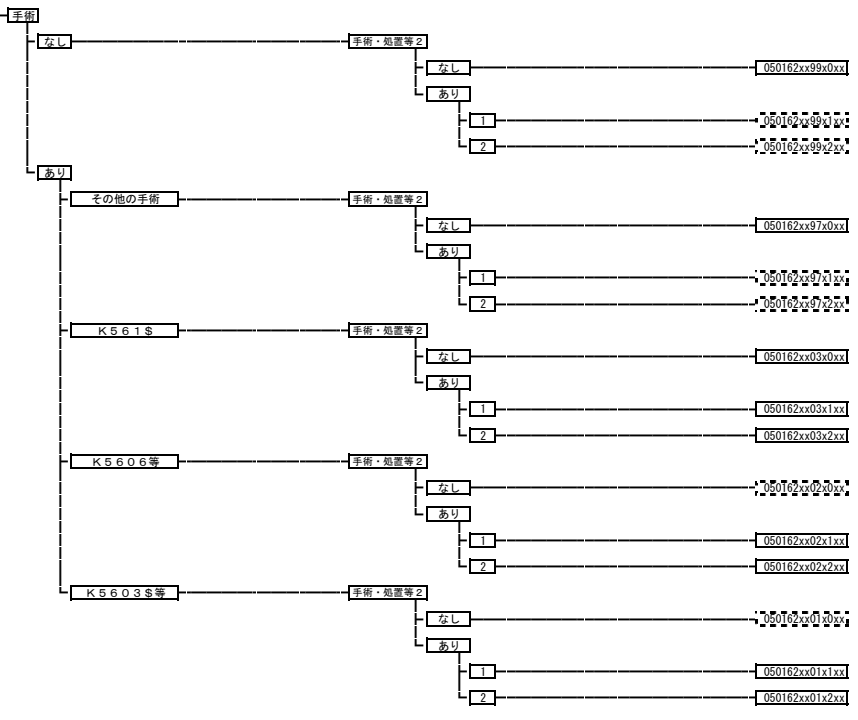 手術
なし 手術・処置等2
なし 050162xx99x0xx
あり
1 050162xx99x1xx
2 050162xx99x2xx
あり
その他の手術 手術・処置等2
なし 050162xx97x0xx
あり
1 050162xx97x1xx
2 050162xx97x2xx
K561$ 手術・処置等2
なし 050162xx03x0xx
あり
1 050162xx03x1xx
2 050162xx03x2xx
K5606等 手術・処置等2
なし 050162xx02x0xx
あり
1 050162xx02x1xx
2 050162xx02x2xx
K5603$等 手術・処置等2
なし 050162xx01x0xx
あり
1 050162xx01x1xx
2 050162xx01x2xx